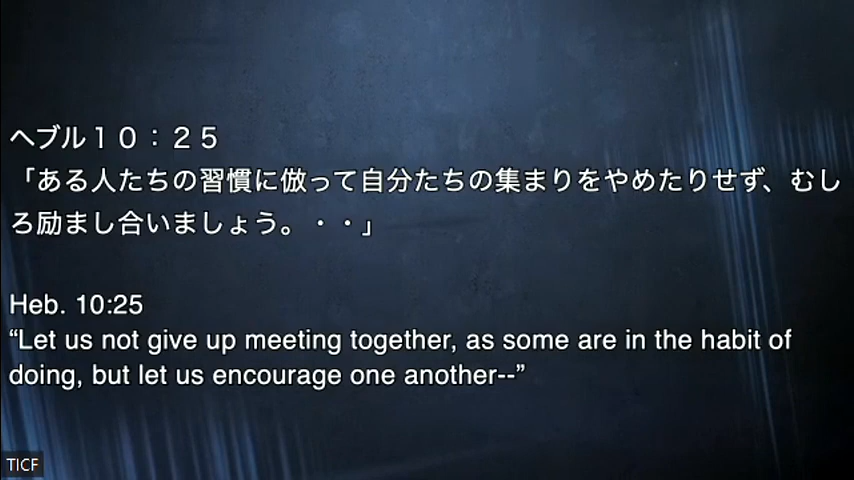 ヘブル１０：２５
「ある人たちの習慣に倣って自分たちの集まりをやめたりせず、むし
ろ励まし合いましょう。・・」
Heb. 10:25
“Let us not give up meeting together, as some are in the habit of
doing, but let us encourage one another--”
TICF